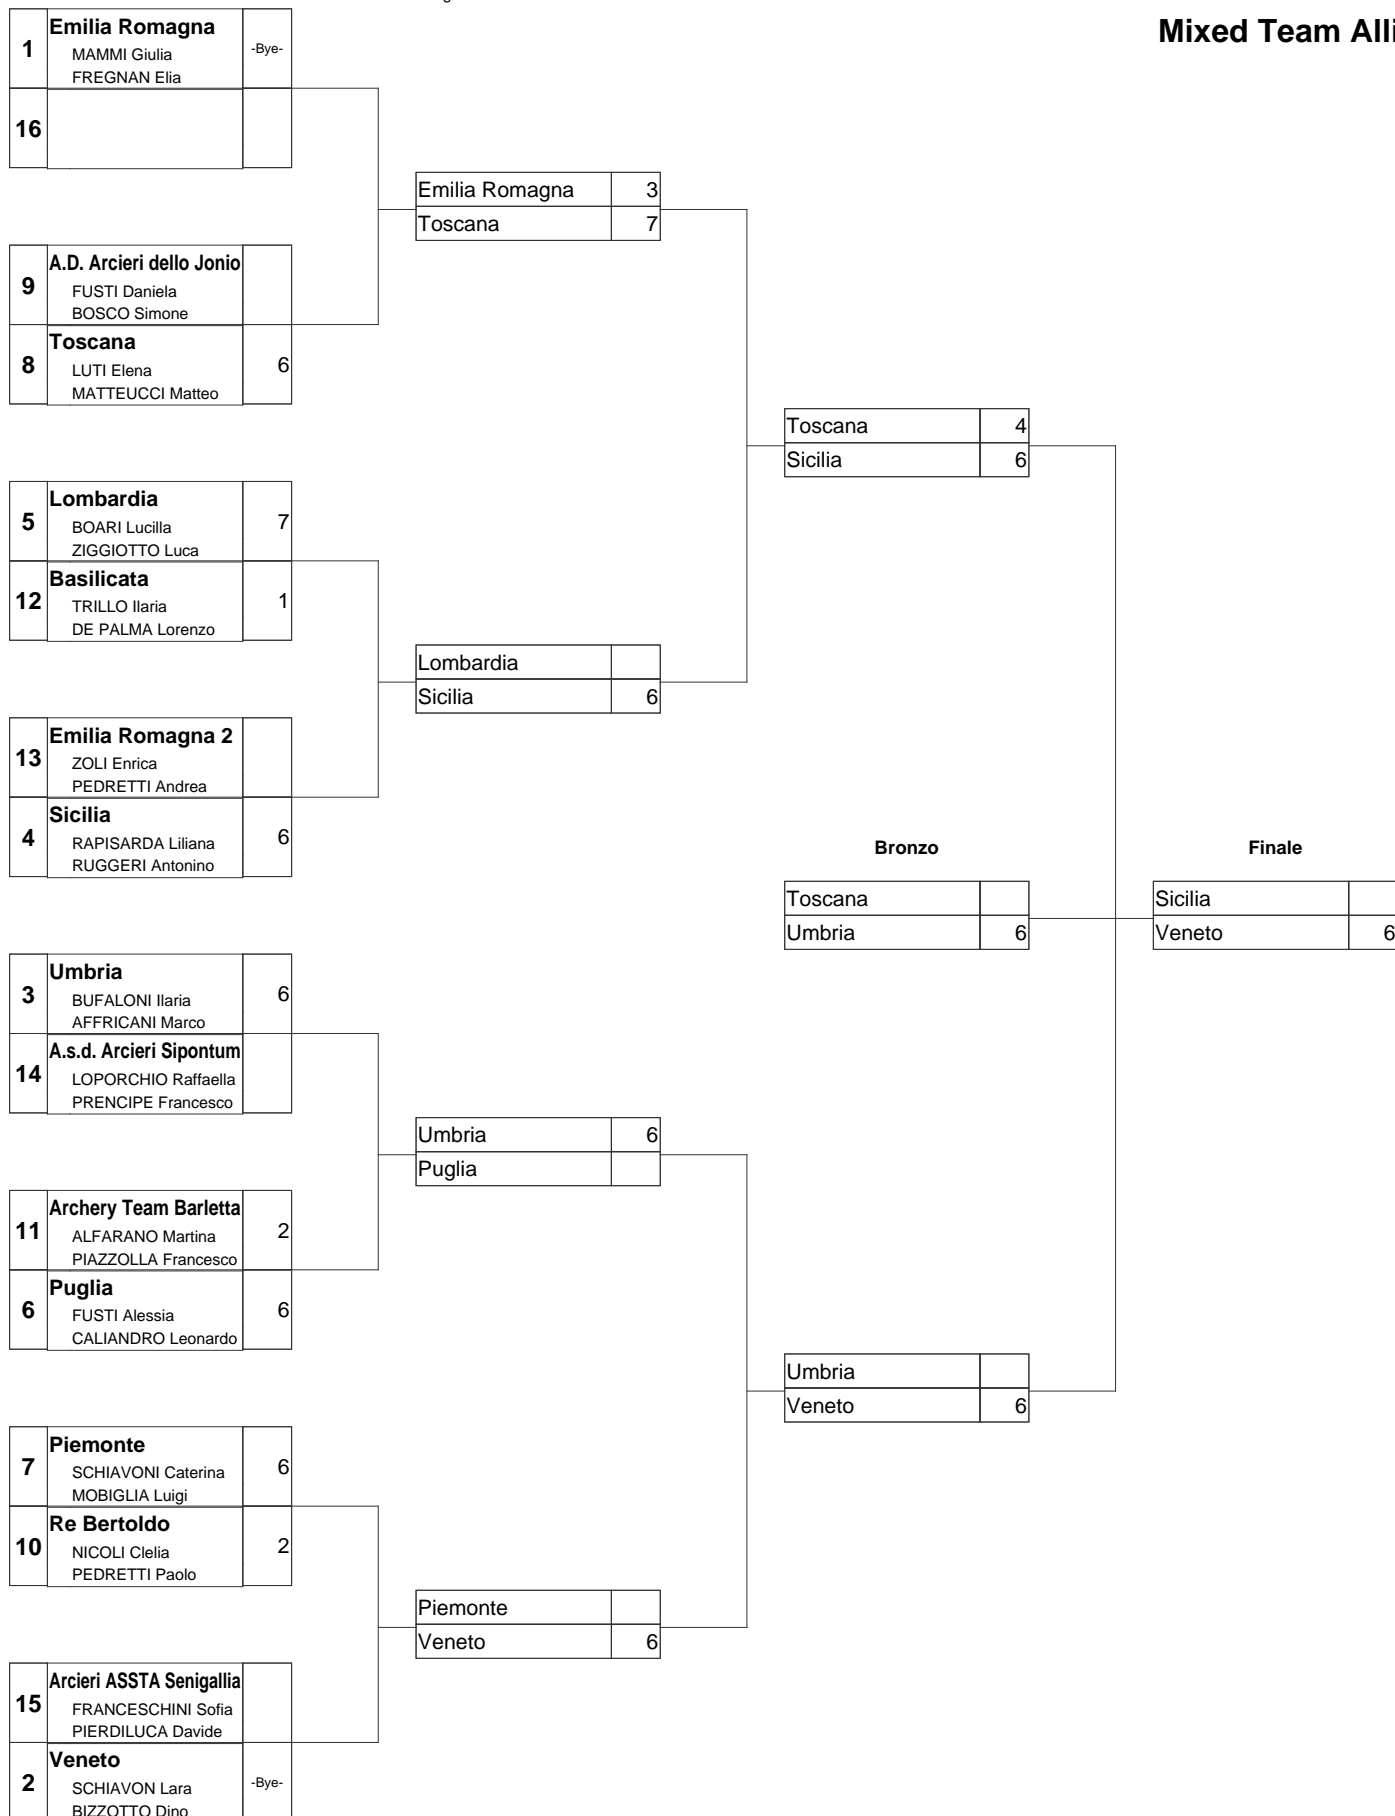 Mixed Team Alli
1
Emilia Romagna
MAMMI Giulia
FREGNAN Elia
-Bye-
16
Emilia Romagna 3
Toscana 7
9
A.D. Arcieri dello Jonio
FUSTI Daniela
BOSCO Simone
8
Toscana
LUTI Elena
MATTEUCCI Matteo
6
Toscana 4
Sicilia 6
5
Lombardia
BOARI Lucilla
ZIGGIOTTO Luca
7
12
Basilicata
TRILLO Ilaria
DE PALMA Lorenzo
1
Lombardia
Sicilia 6
13
Emilia Romagna 2
ZOLI Enrica
PEDRETTI Andrea
4
Sicilia
RAPISARDA Liliana
RUGGERI Antonino
6
Bronzo
Finale
Toscana
Umbria 6
Sicilia
Veneto 6
3
Umbria
BUFALONI Ilaria
AFFRICANI Marco
6
14
A.s.d. Arcieri Sipontum
LOPORCHIO Raffaella
PRENCIPE Francesco
Umbria 6
Puglia
11
Archery Team Barletta
ALFARANO Martina
PIAZZOLLA Francesco
2
6
Puglia
FUSTI Alessia
CALIANDRO Leonardo
6
Umbria
Veneto 6
7
Piemonte
SCHIAVONI Caterina
MOBIGLIA Luigi
6
10
Re Bertoldo
NICOLI Clelia
PEDRETTI Paolo
2
Piemonte
Veneto 6
15
Arcieri ASSTA Senigallia
FRANCESCHINI Sofia
PIERDILUCA Davide
2
Veneto
SCHIAVON Lara
BIZZOTTO Dino
-Bye-